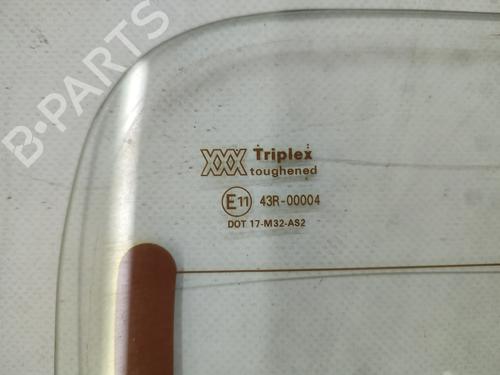 B-PARTS
XXX Triplex
toughened
E11 43R-00004
DOT 17-M32-AS2